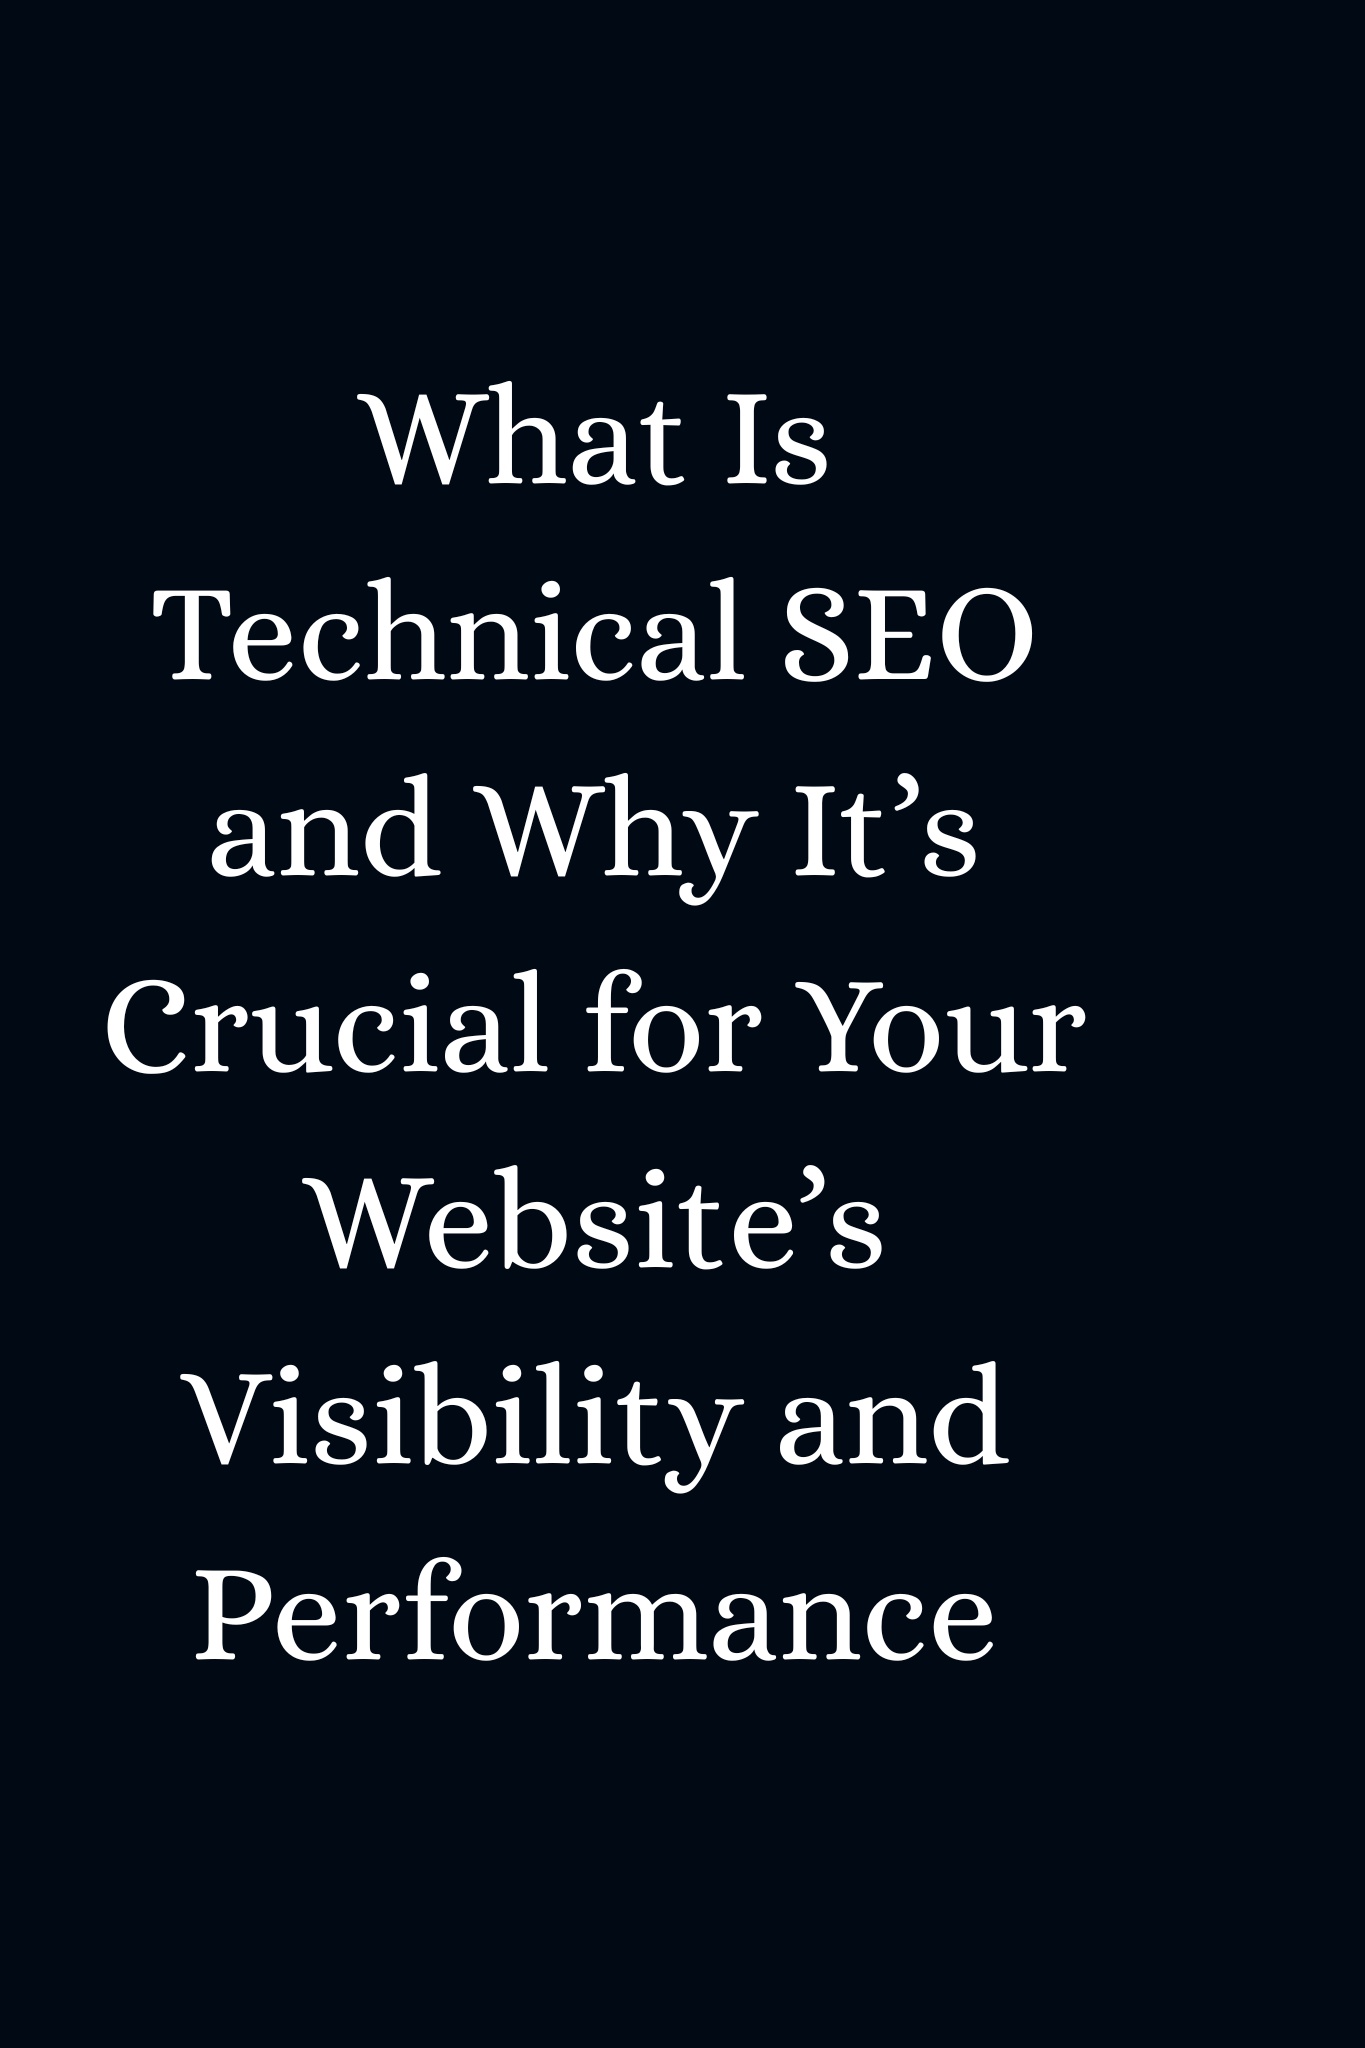 What Is
Technical SEO
and Why It’s
Crucial for Your
Website’s
Visibility and
Performance